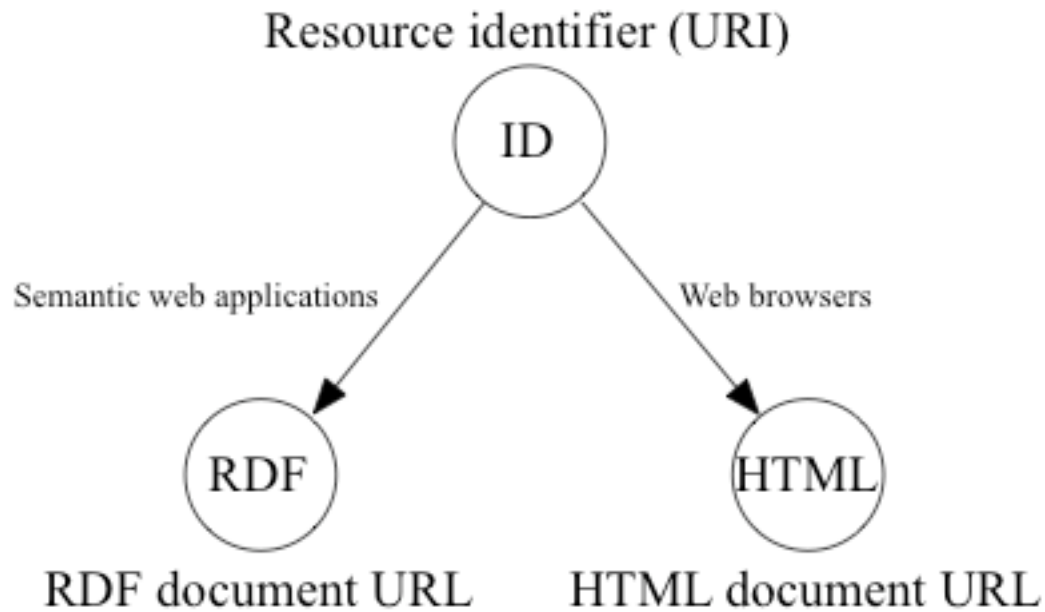 Resource identifier (URI)
ID
Semantic web applications
Web browsers
RDF
HTML
RDF document URL
HTML document URL